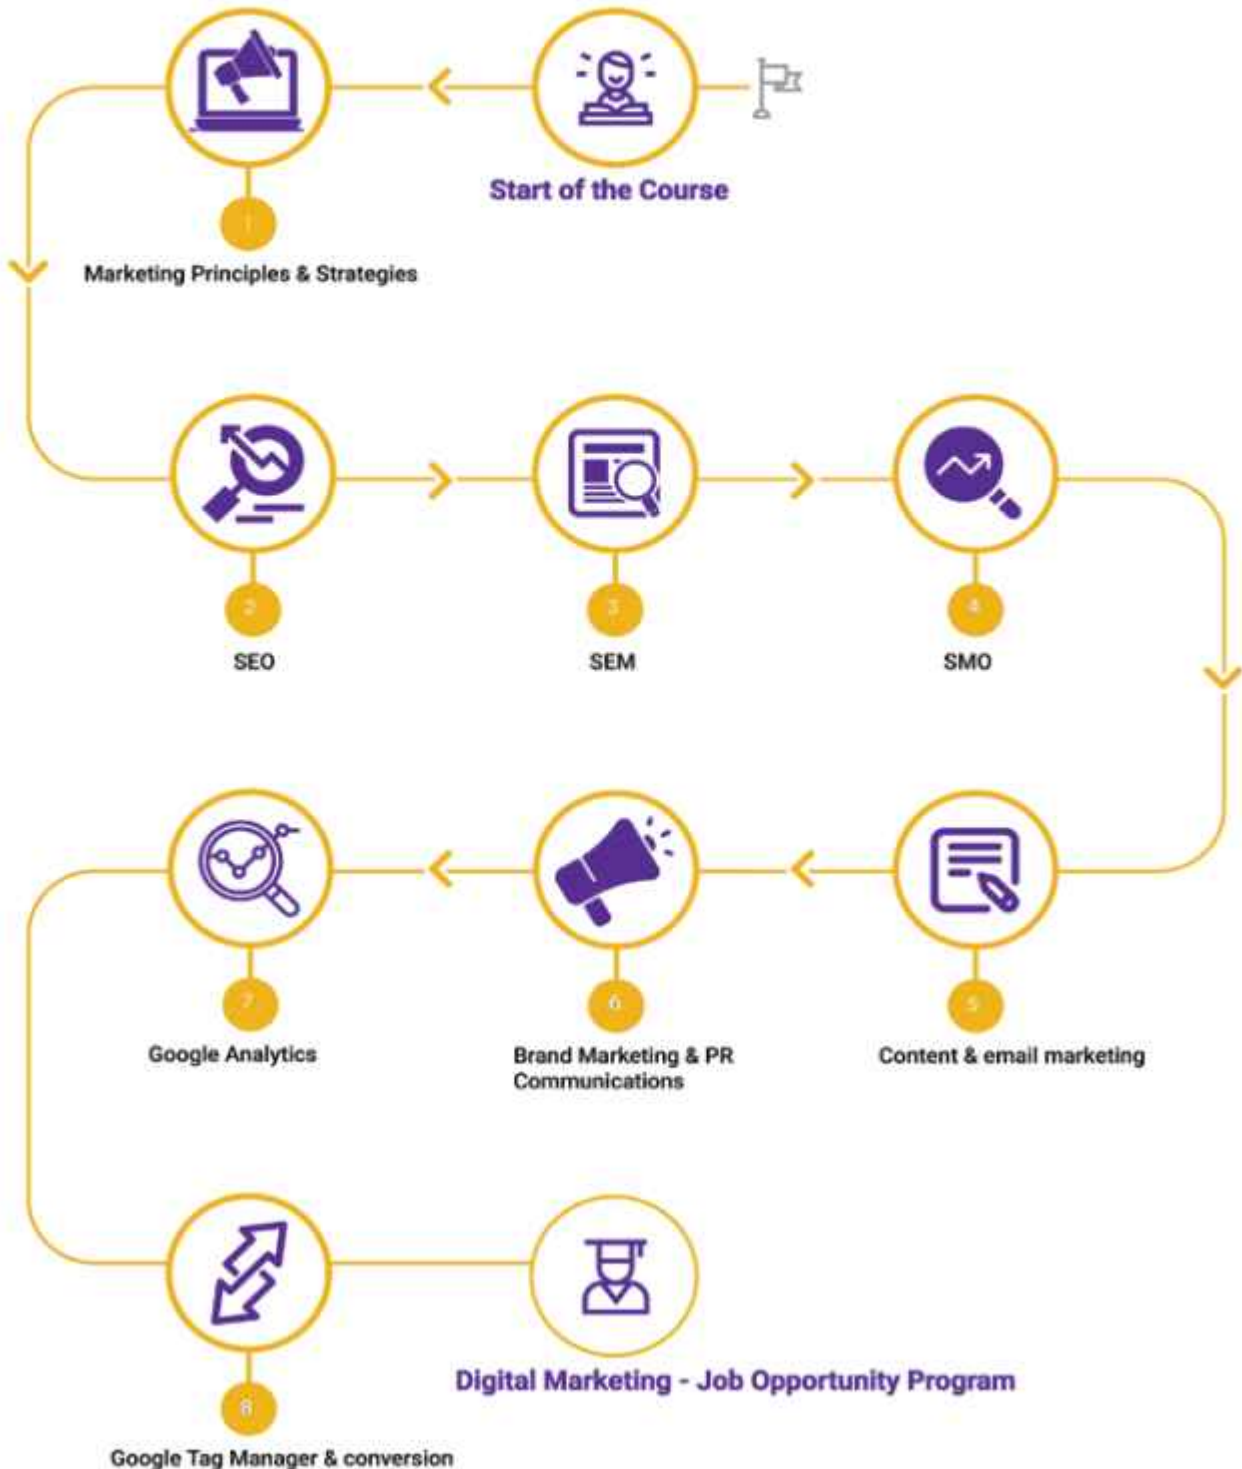 Start of the Course
1
Marketing Principles & Strategies
2
SEO
3
SEM
4
SMO
5
Content & email marketing
6
Brand Marketing & PR
Communications
7
Google Analytics
8
Google Tag Manager & conversion
Digital Marketing - Job Opportunity Program